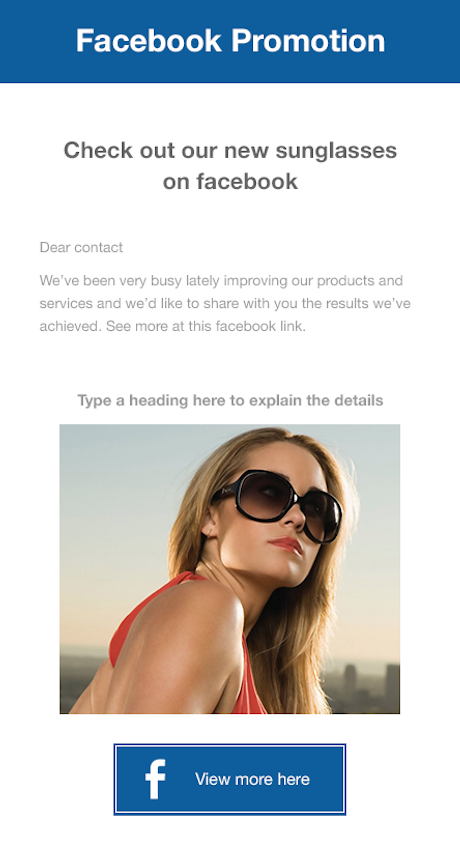 Facebook Promotion
Check out our new sunglasses
on facebook
Dear contact
We’ve been very busy lately improving our products and
services and we’d like to share with you the results we’ve
achieved. See more at this facebook link.
Type a heading here to explain the details
f View more here